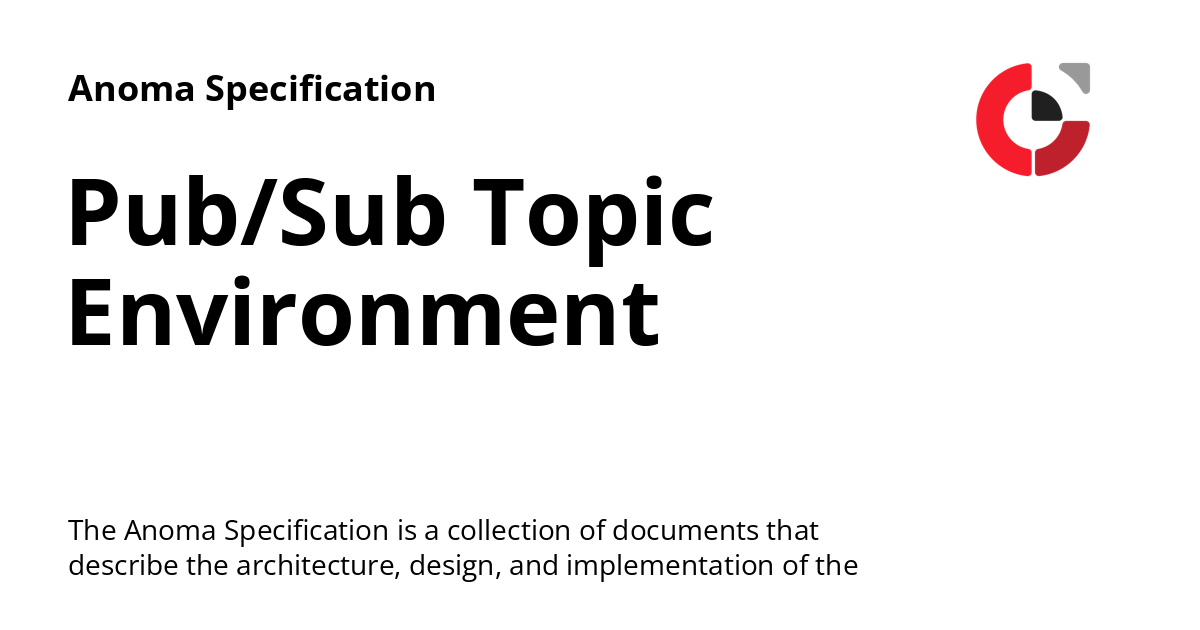 Anoma Specification
Pub/Sub Topic
Environment
The Anoma Specification is a collection of documents that
describe the architecture, design, and implementation of the